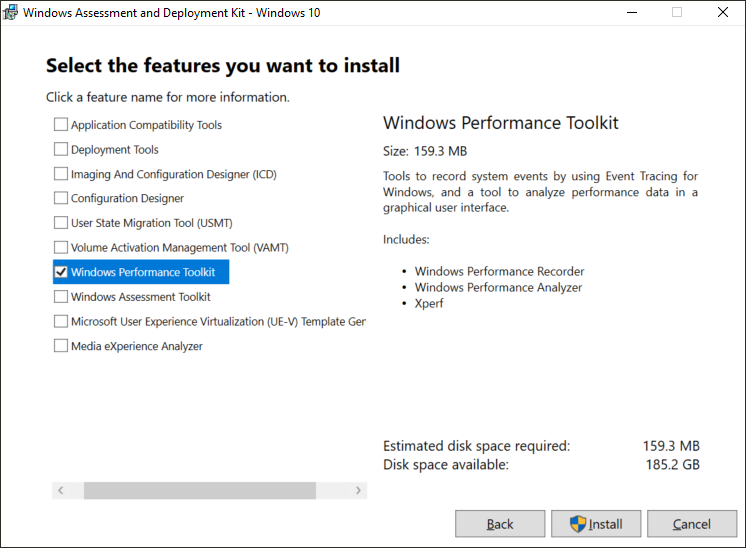 Windows Assessment and Deployment Kit - Windows 10
Select the features you want to install
Click a feature name for more information.
Application Compatibility Tools
Deployment Tools
Imaging And Configuration Designer (ICD)
Configuration Designer
User State Migration Tool (USMT)
Volume Activation Management Tool (VAMT)
Windows Performance Toolkit
Windows Assessment Toolkit
Microsoft User Experience Virtualization (UE-V) Template Ger
Media eXperience Analyzer
Windows Performance Toolkit
Size: 159.3 MB
Tools to record system events by using Event Tracing for
Windows, and a tool to analyze performance data in a
graphical user interface.
Includes:
• Windows Performance Recorder
• Windows Performance Analyzer
• Xperf
Estimated disk space required: 159.3 MB
Disk space available: 185.2 GB
Back
Install
Cancel